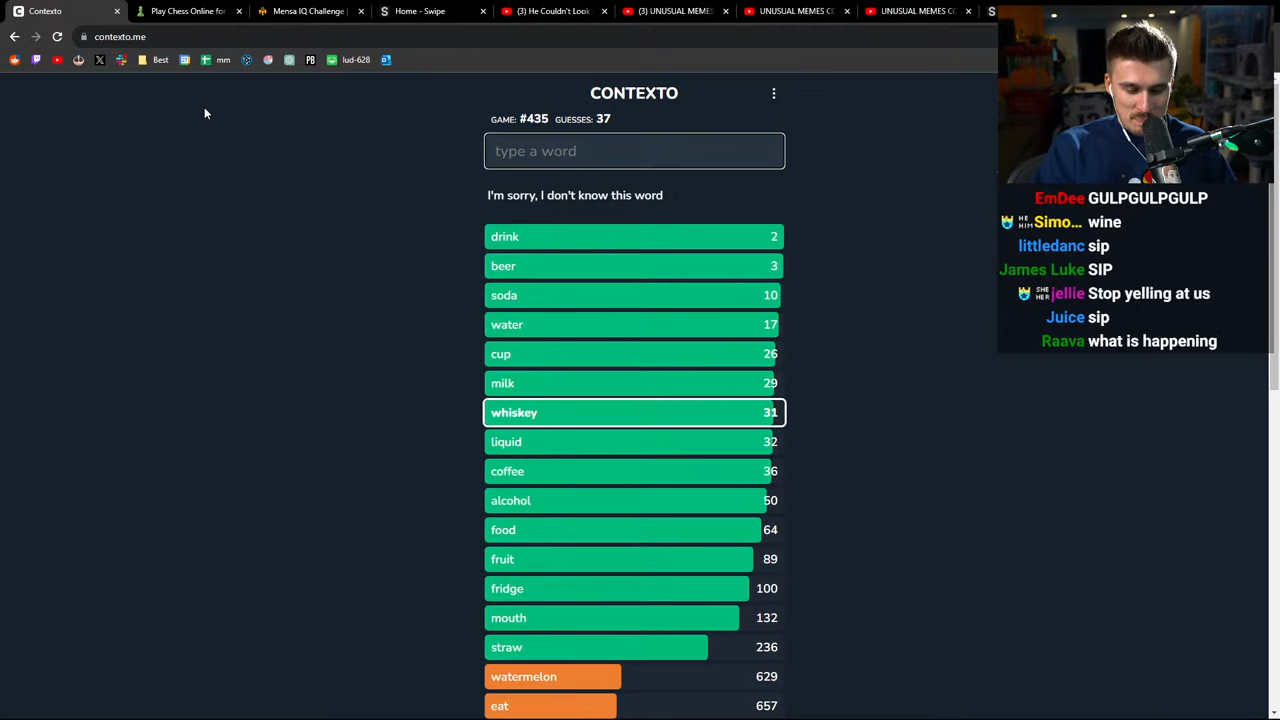 Contexto
Play Chess Online for
Mensa IQ Challenge
Home - Swipe
(3) He Couldn't Look
(3) UNUSUAL MEMES
UNUSUAL MEMES CO
UNUSUAL MEMES CO
contexto.me
Best
mm
PB
lud-628
CONTEXTO
GAME: #435 GUESSES: 37
type a word
I'm sorry, I don't know this word
drink 2
beer 3
soda 10
water 17
cup 26
milk 29
whiskey 31
liquid 32
coffee 36
alcohol 50
food 64
fruit 89
fridge 100
mouth 132
straw 236
watermelon 629
eat 657
EmDee GULPGULPGULP
HE HIM Simo... wine
littledanc sip
James Luke SIP
SHE HER jellie Stop yelling at us
Juice sip
Raava what is happening